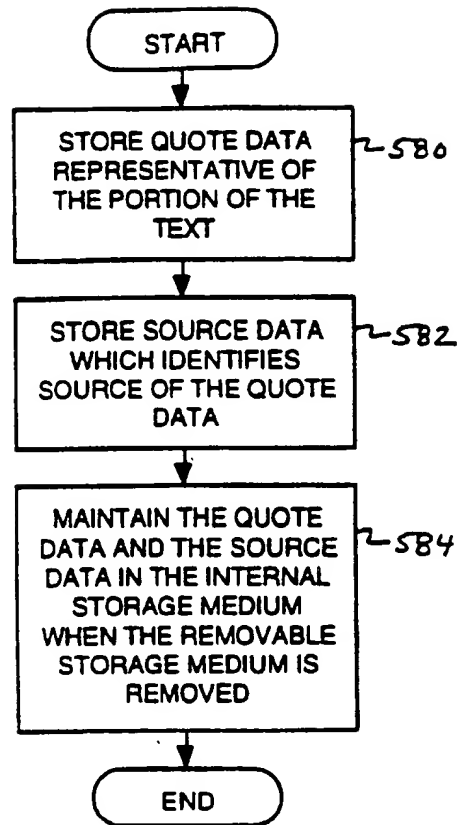 START
STORE QUOTE DATA
REPRESENTATIVE OF
THE PORTION OF THE
TEXT
580
STORE SOURCE DATA
WHICH IDENTIFIES
SOURCE OF THE QUOTE
DATA
582
MAINTAIN THE QUOTE
DATA AND THE SOURCE
DATA IN THE INTERNAL
STORAGE MEDIUM
WHEN THE REMOVABLE
STORAGE MEDIUM IS
REMOVED
584
END